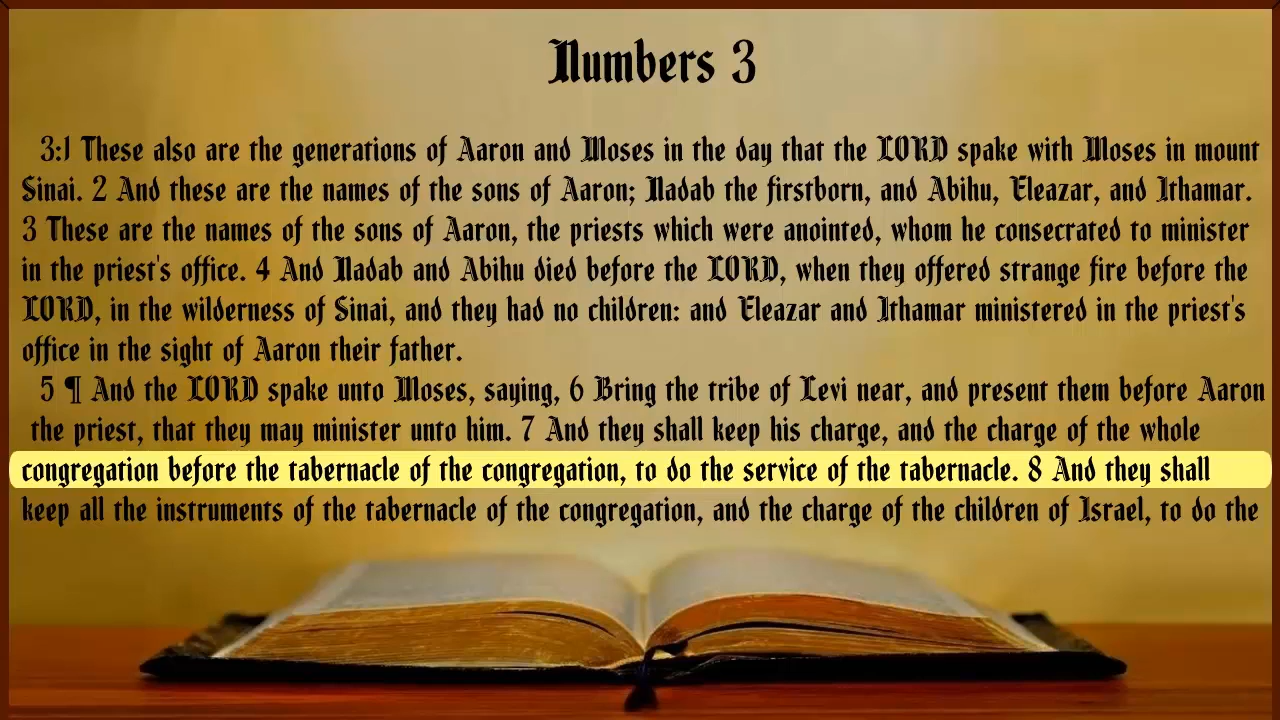 Numbers 3
3:1 These also are the generations of Aaron and Moses in the day that the LORD spake with Moses in mount
Sinai. 2 And these are the names of the sons of Aaron; Nadab the firstborn, and Abihu, Eleazar, and Ithamar.
3 These are the names of the sons of Aaron, the priests which were anointed, whom he consecrated to minister
in the priest's office. 4 And Nadab and Abihu died before the LORD, when they offered strange fire before the
LORD, in the wilderness of Sinai, and they had no children: and Eleazar and Ithamar ministered in the priest's
office in the sight of Aaron their father.
5 ¶ And the LORD spake unto Moses, saying, 6 Bring the tribe of Levi near, and present them before Aaron
the priest, that they may minister unto him. 7 And they shall keep his charge, and the charge of the whole
congregation before the tabernacle of the congregation, to do the service of the tabernacle. 8 And they shall
keep all the instruments of the tabernacle of the congregation, and the charge of the children of Israel, to do the